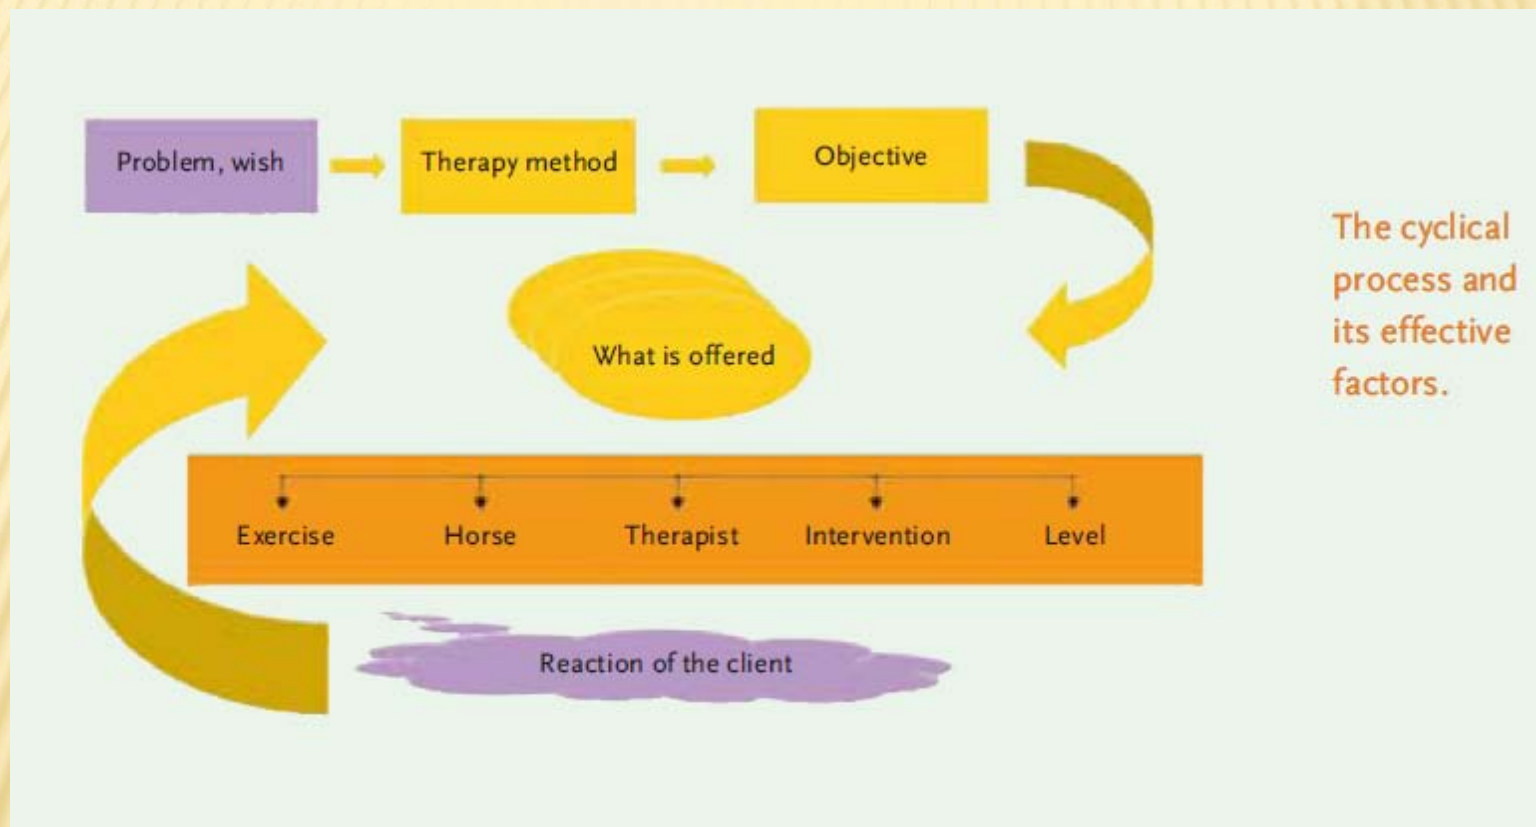 Problem, wish
Therapy method
Objective
The cyclical
process and
its effective
factors.
What is offered
Exercise Horse Therapist Intervention Level
Reaction of the client